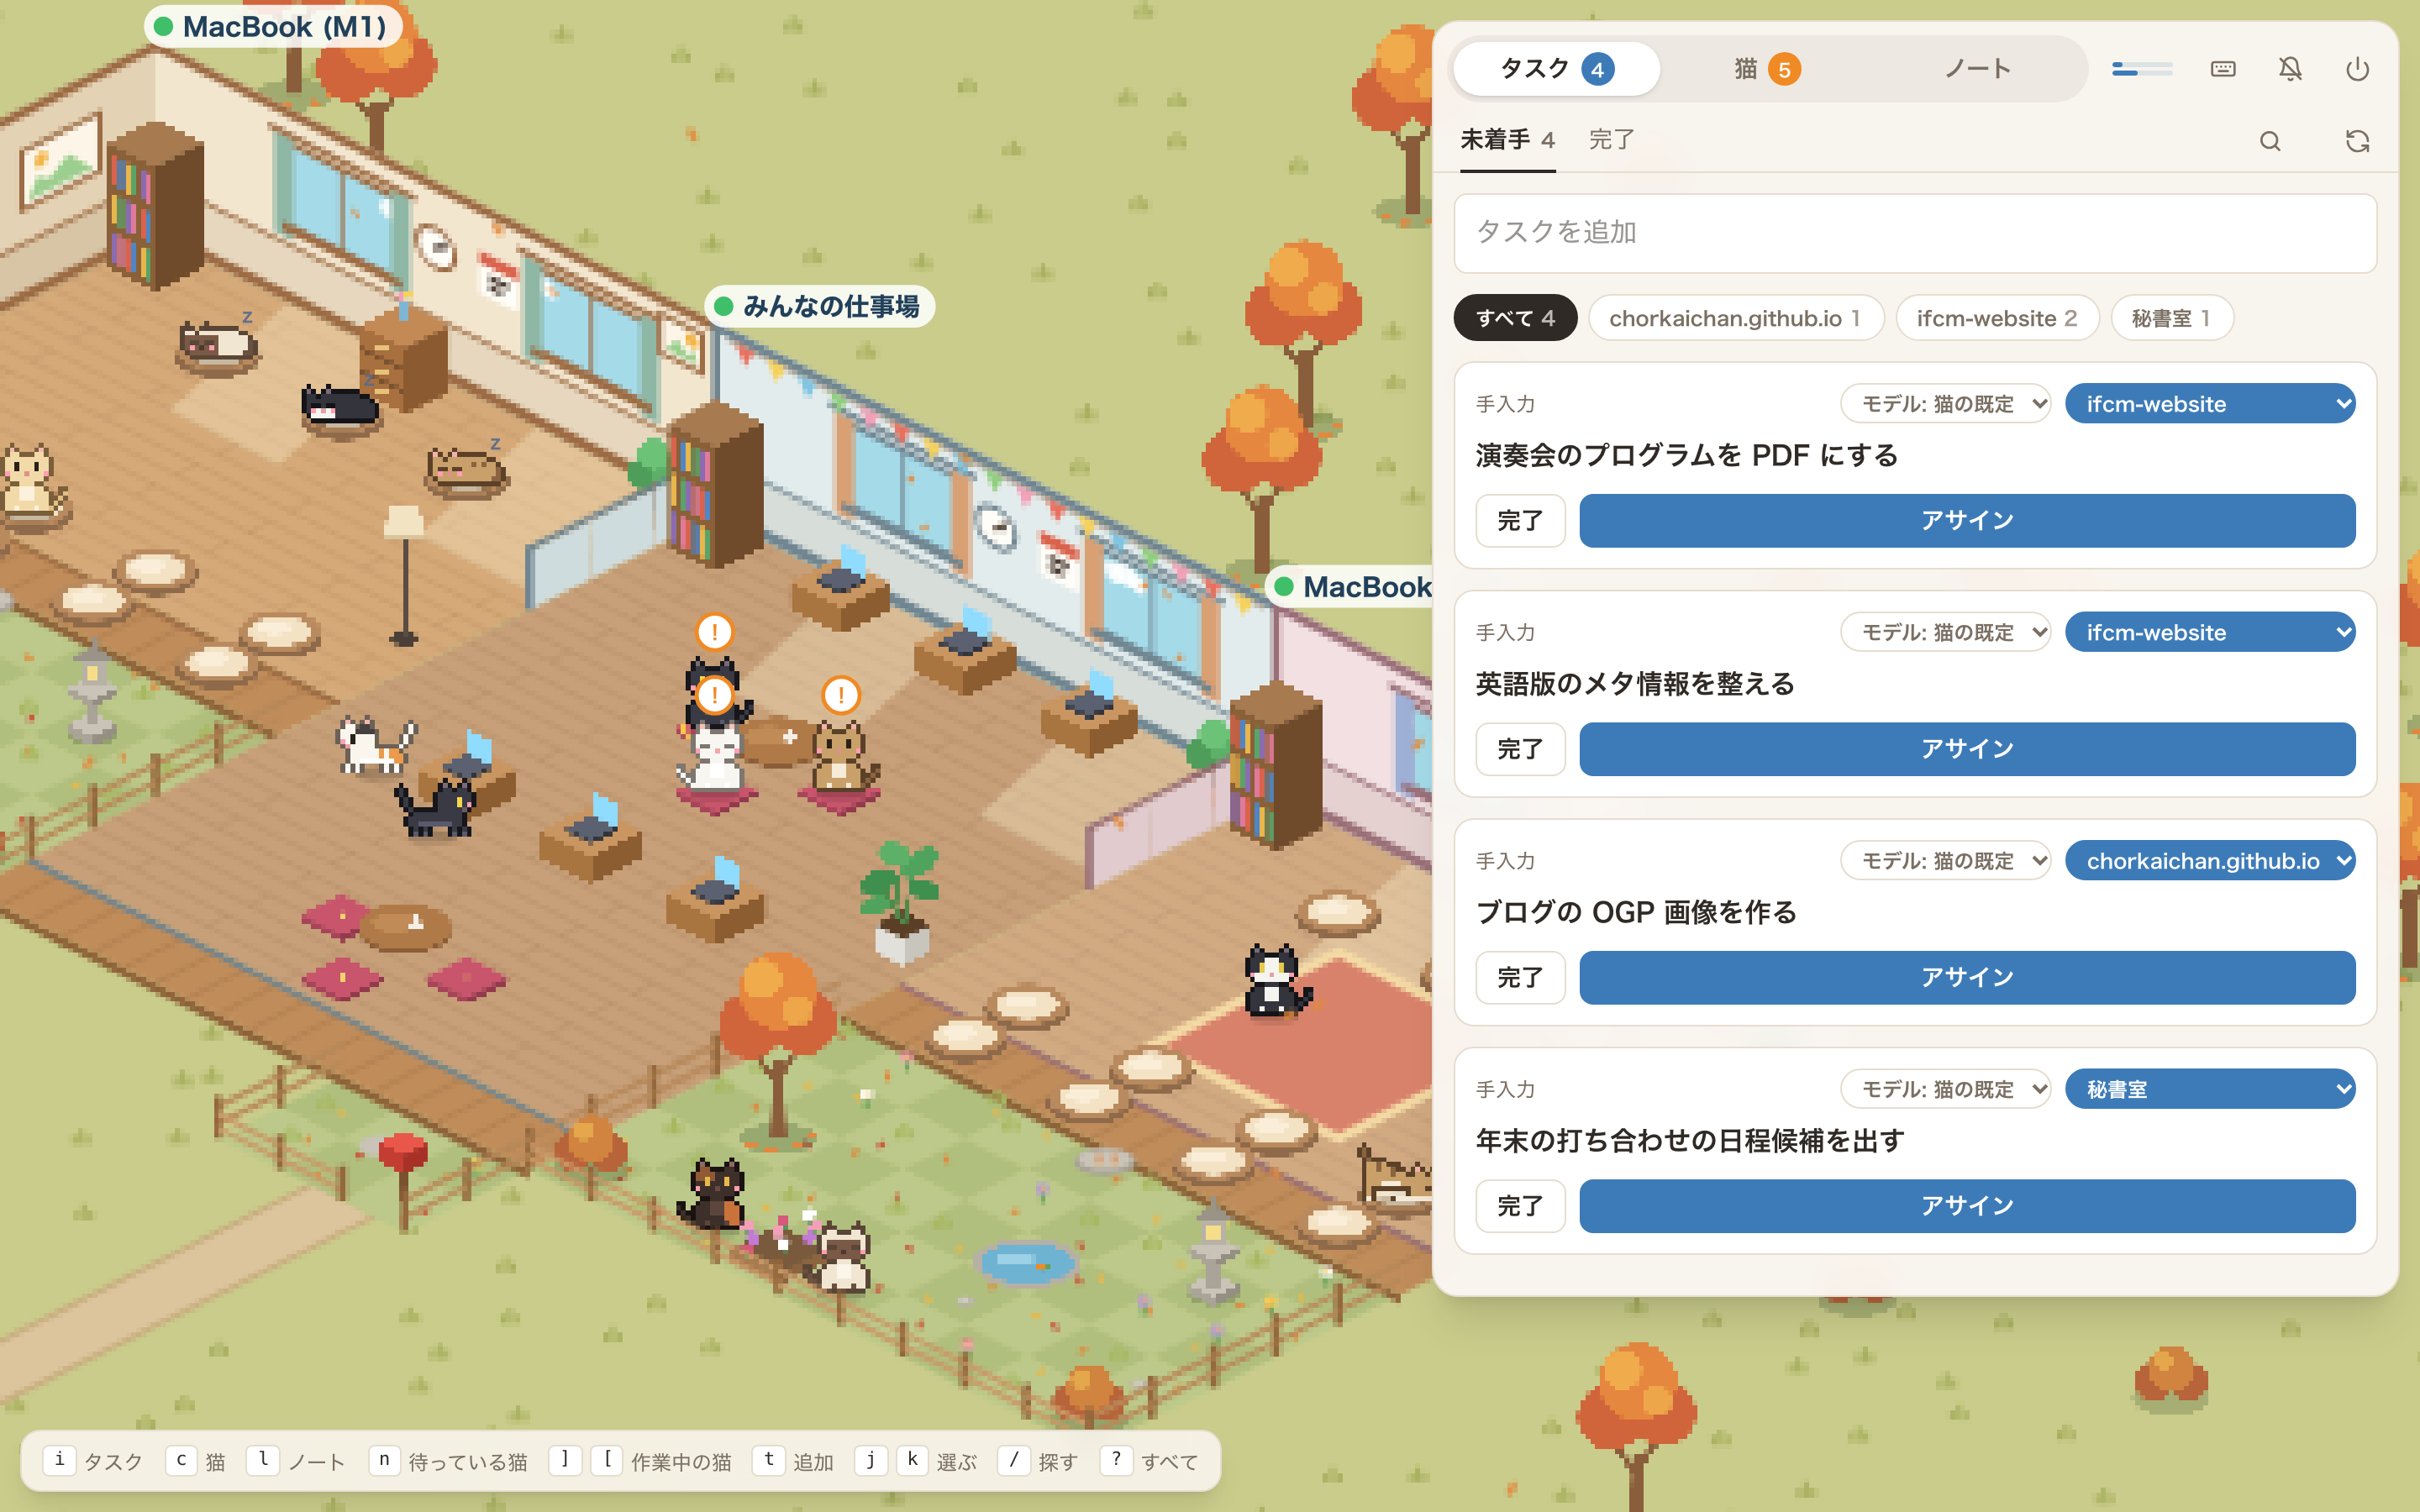 MacBook (M1)
みんなの仕事場
MacBook
タスク 4
猫 5
ノート
未着手 4
完了
タスクを追加
すべて 4
chorkaichan.github.io 1
ifcm-website 2
秘書室 1
手入力
モデル: 猫の既定
ifcm-website
演奏会のプログラムを PDF にする
完了
アサイン
手入力
モデル: 猫の既定
ifcm-website
英語版のメタ情報を整える
完了
アサイン
手入力
モデル: 猫の既定
chorkaichan.github.io
ブログの OGP 画像を作る
完了
アサイン
手入力
モデル: 猫の既定
秘書室
年末の打ち合わせの日程候補を出す
完了
アサイン
z
z
z
!
!
!
i タスク c 猫 l ノート n 待っている猫 ] [ 作業中の猫 t 追加 j k 選ぶ / 探す ? すべて